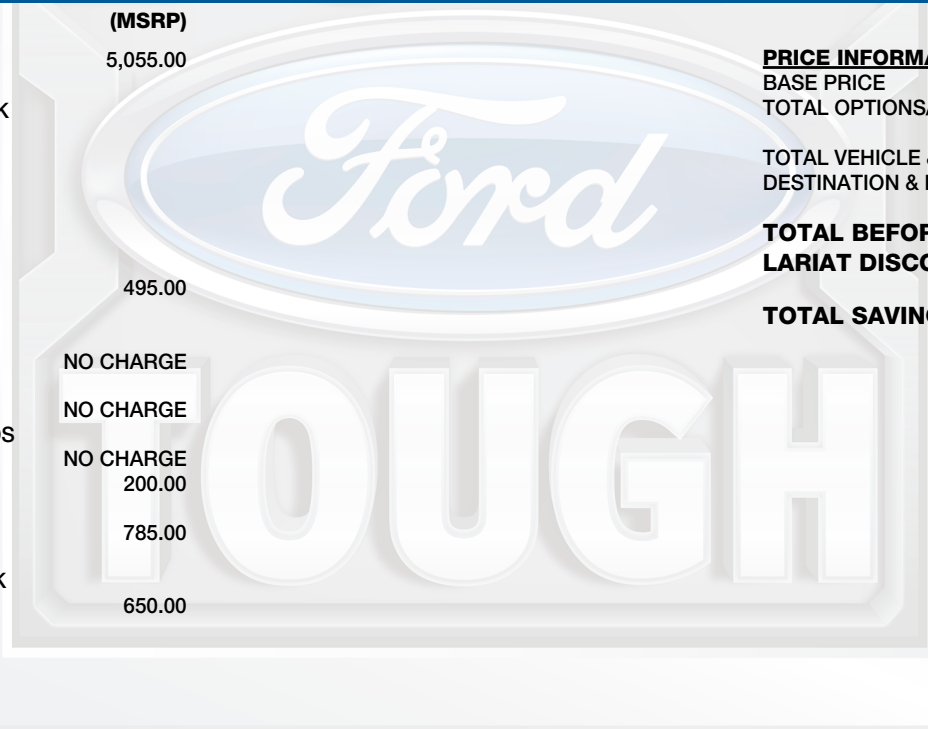 (MSRP)
5,055.00
K
495.00
NO CHARGE
NO CHARGE
S
NO CHARGE
200.00
785.00
K
650.00
PRICE INFORMA
BASE PRICE
TOTAL OPTIONS
TOTAL VEHICLE &
DESTINATION &
TOTAL BEFOR
LARIAT DISCO
TOTAL SAVIN
Ford
TOUGH